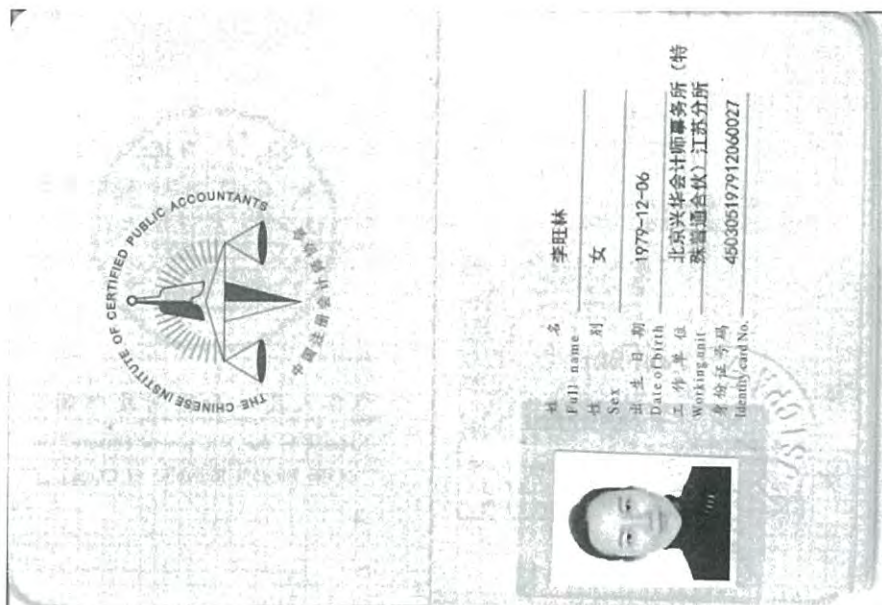 THE CHINESE INSTITUTE OF CERTIFIED PUBLIC ACCOUNTANTS
中国注册会计师协会
姓 名 李旺林
Full name
性 别 女
Sex
出 生 日 期 1979-12-06
Date of birth
工 作 单 位 北京兴华会计师事务所（特
Working unit 殊普通合伙）江苏分所
身份证号码 450305197912060027
Identity card No.